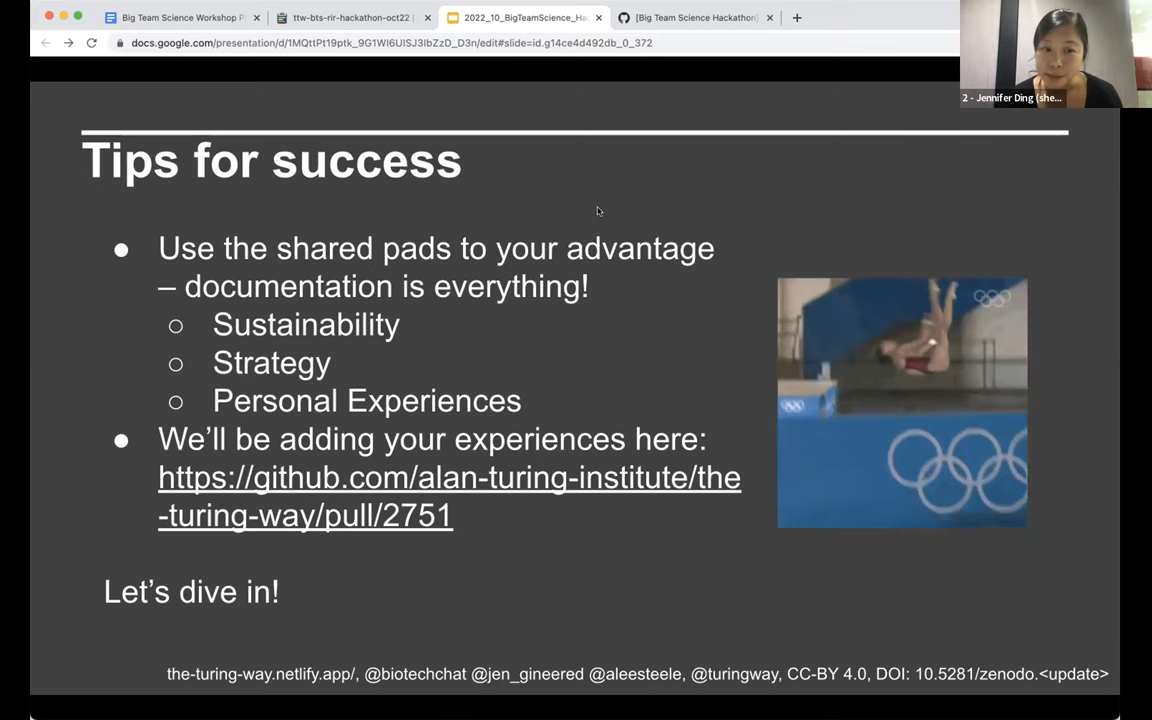 Big Team Science Workshop P
ttw-bts-rir-hackathon-oct22
2022_10_BigTeamScience_Ha
[Big Team Science Hackathon]
docs.google.com/presentation/d/1MQttPt19ptk_9G1Wl6UISJ3IbZzD_D3n/edit#slide=id.g14ce4d492db_0_372
2 - Jennifer Ding (she...
Tips for success
● Use the shared pads to your advantage
– documentation is everything!
○ Sustainability
○ Strategy
○ Personal Experiences
● We’ll be adding your experiences here:
https://github.com/alan-turing-institute/the
-turing-way/pull/2751
Let’s dive in!
the-turing-way.netlify.app/, @biotechchat @jen_gineered @aleesteele, @turingway, CC-BY 4.0, DOI: 10.5281/zenodo.<update>